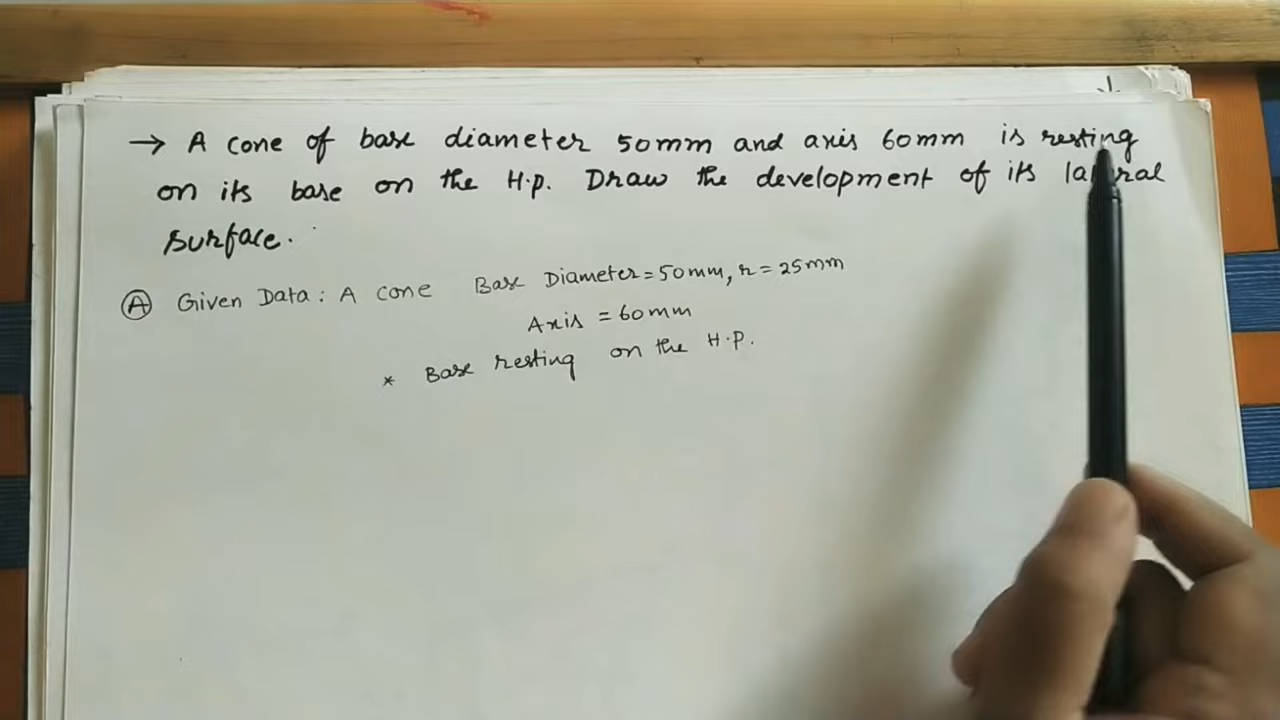 → A cone of base diameter 50mm and axis 60mm is resting
on its base on the H.p. Draw the development of its lateral
surface.
Ⓐ Given Data: A cone Base Diameter=50mm, r=25mm
Axis = 60mm
* Base resting on the H.P.